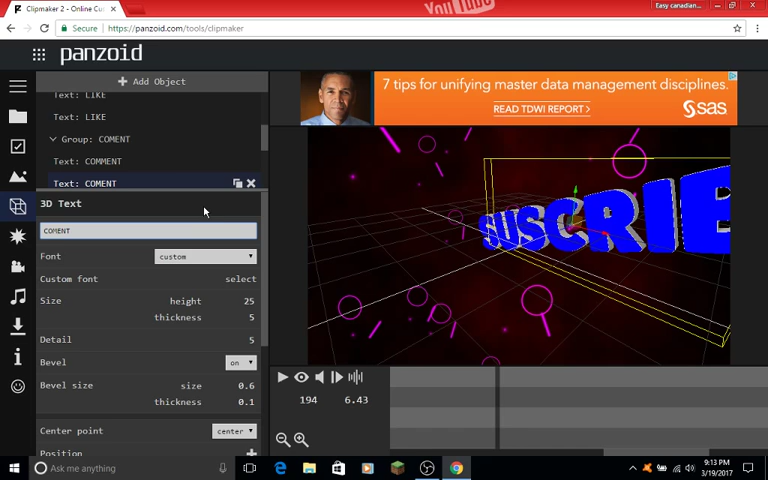 YouTube
Clipmaker 2 - Online Cu
Easy canadian...
Secure
https://panzoid.com/tools/clipmaker
panzoid
Add Object
Text: LIKE
Text: LIKE
Group: COMENT
Text: COMMENT
Text: COMENT
3D Text
COMENT
Font custom
Custom font select
Size height 25
thickness 5
Detail 5
Bevel on
Bevel size size 0.6
thickness 0.1
Center point center
Position
7 tips for unifying master data management disciplines.
READ TDWI REPORT >
sas
SUSCRIE
194 6.43
Ask me anything
9:13 PM
3/19/2017